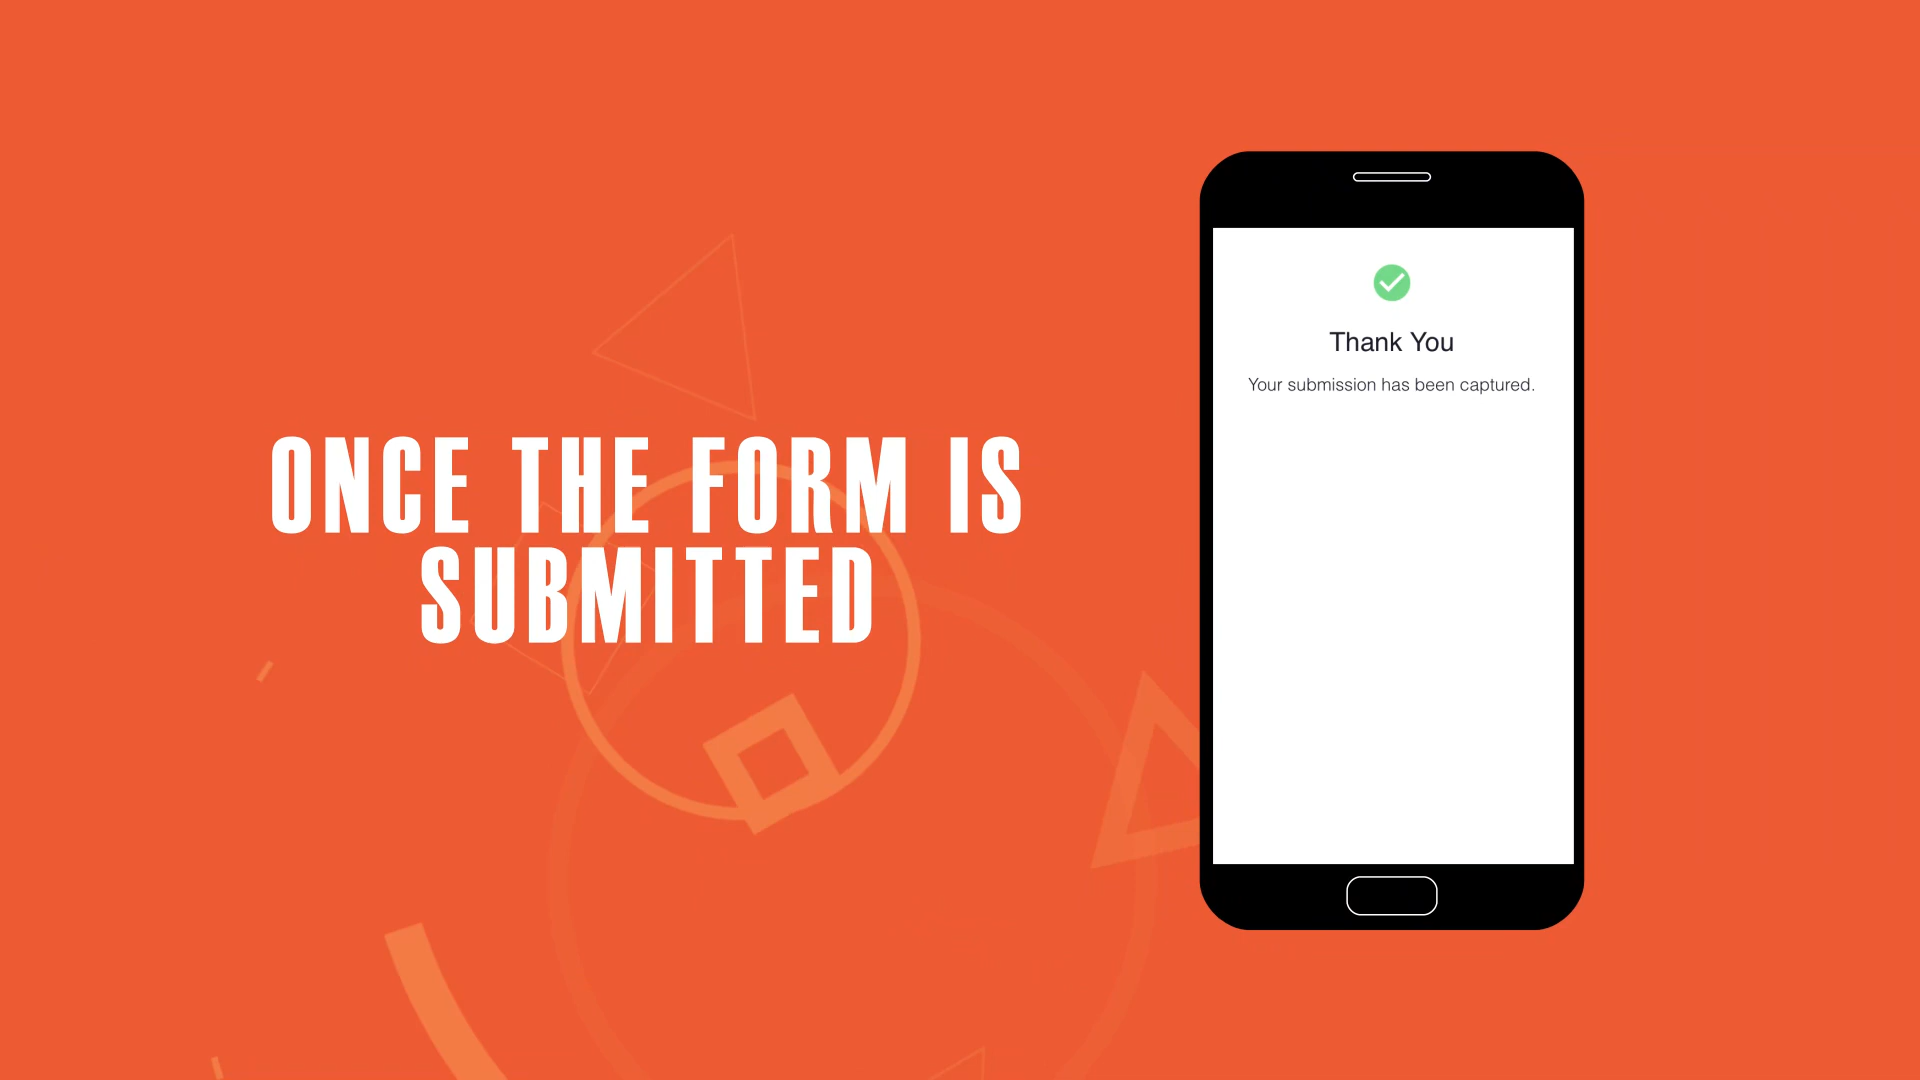 ONCE THE FORM IS
SUBMITTED
Thank You
Your submission has been captured.